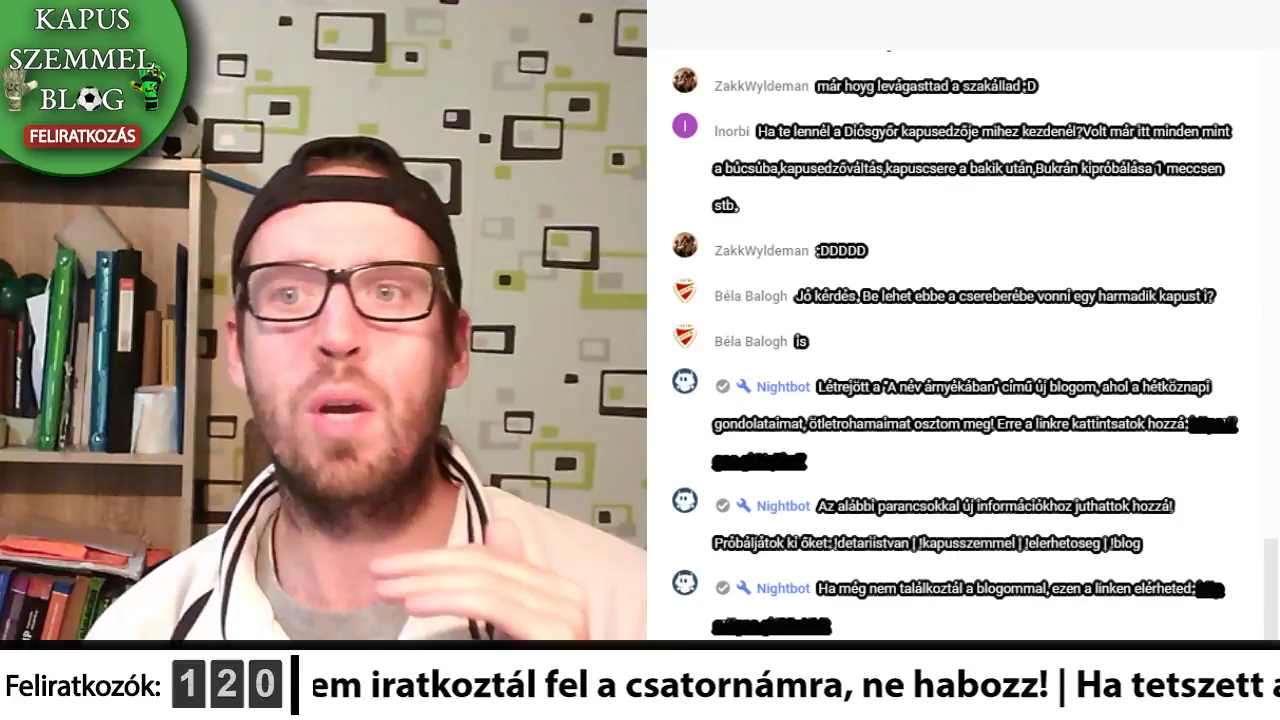 KAPUS
SZEMMEL
BLOG
FELIRATKOZÁS
ZakkWyldeman már hoyg levágasttad a szakállad ;D
I
Inorbi Ha te lennél a Diósgyőr kapusedzője mihez kezdenél?Volt már itt minden mint
a búcsúba,kapusedzőváltás,kapuscsere a bakik után,Bukrán kipróbálása 1 meccsen
stb.
ZakkWyldeman :DDDDD
Béla Balogh Jó kérdés, Be lehet ebbe a csereberébe vonni egy harmadik kapust i?
Béla Balogh is
Nightbot Létrejött a "A név árnyékában" című új blogom, ahol a hétköznapi
gondolataimat, ötletrohamaimat osztom meg! Erre a linkre kattintsatok hozzá:
Nightbot Az alábbi parancsokkal új információkhoz juthattok hozzá!
Próbáljátok ki őket: !detariistvan | !kapusszemmel | !elerhetoseg | !blog
Nightbot Ha még nem találkoztál a blogommal, ezen a linken elérheted:
Feliratkozók: 120 em iratkoztál fel a csatornámra, ne habozz! | Ha tetszett a